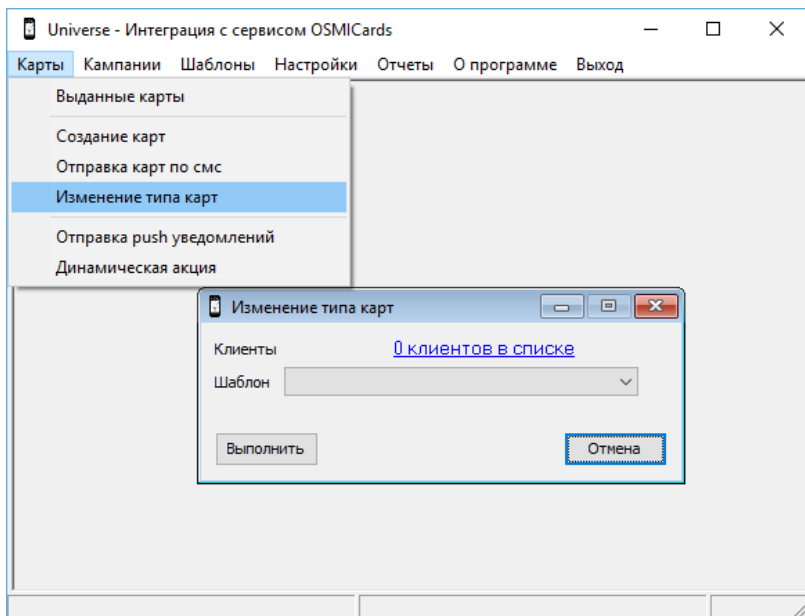 Universe - Интеграция с сервисом OSMICards
Карты Кампании Шаблоны Настройки Отчеты О программе Выход
Выданные карты
Создание карт
Отправка карт по смс
Изменение типа карт
Отправка push уведомлений
Динамическая акция
Изменение типа карт
Клиенты 0 клиентов в списке
Шаблон
Выполнить Отмена